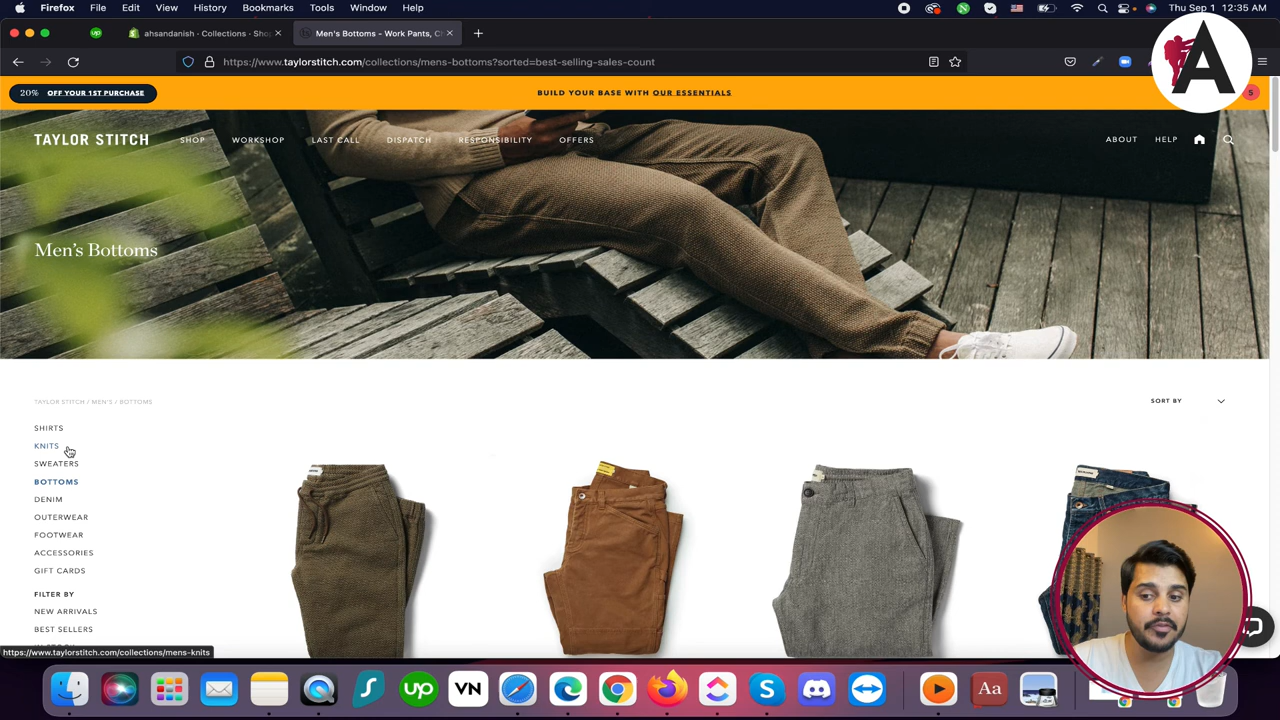 Firefox File Edit View History Bookmarks Tools Window Help
Thu Sep 1 12:35 AM
ahsandanish - Collections - Sho
Men's Bottoms – Work Pants, Ch
https://www.taylorstitch.com/collections/mens-bottoms?sorted=best-selling-sales-count
20% OFF YOUR 1ST PURCHASE
BUILD YOUR BASE WITH OUR ESSENTIALS
5
A
TAYLOR STITCH
SHOP WORKSHOP LAST CALL DISPATCH RESPONSIBILITY OFFERS
ABOUT HELP
Men's Bottoms
TAYLOR STITCH / MEN'S / BOTTOMS
SORT BY
SHIRTS
KNITS
SWEATERS
BOTTOMS
DENIM
OUTERWEAR
FOOTWEAR
ACCESSORIES
GIFT CARDS
FILTER BY
NEW ARRIVALS
BEST SELLERS
https://www.taylorstitch.com/collections/mens-knits
up
VN
Aa